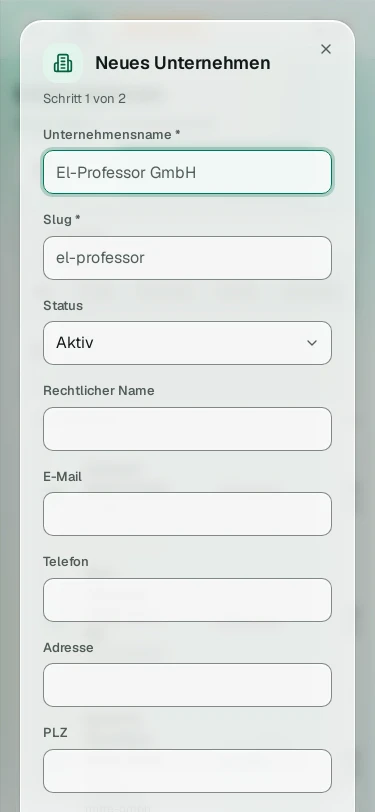 Neues Unternehmen
Schritt 1 von 2
Unternehmensname *
El-Professor GmbH
Slug *
el-professor
Status
Aktiv
Rechtlicher Name
E-Mail
Telefon
Adresse
PLZ